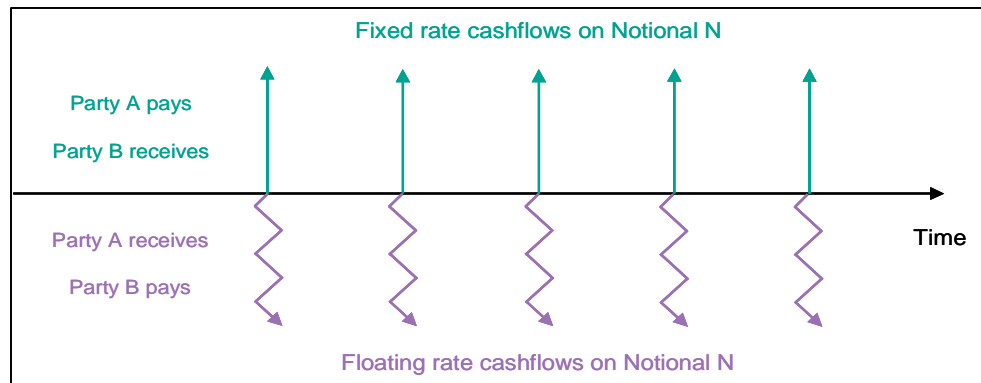 Fixed rate cashflows on Notional N
Party A pays
Party B receives
Party A receives
Time
Party B pays
Floating rate cashflows on Notional N